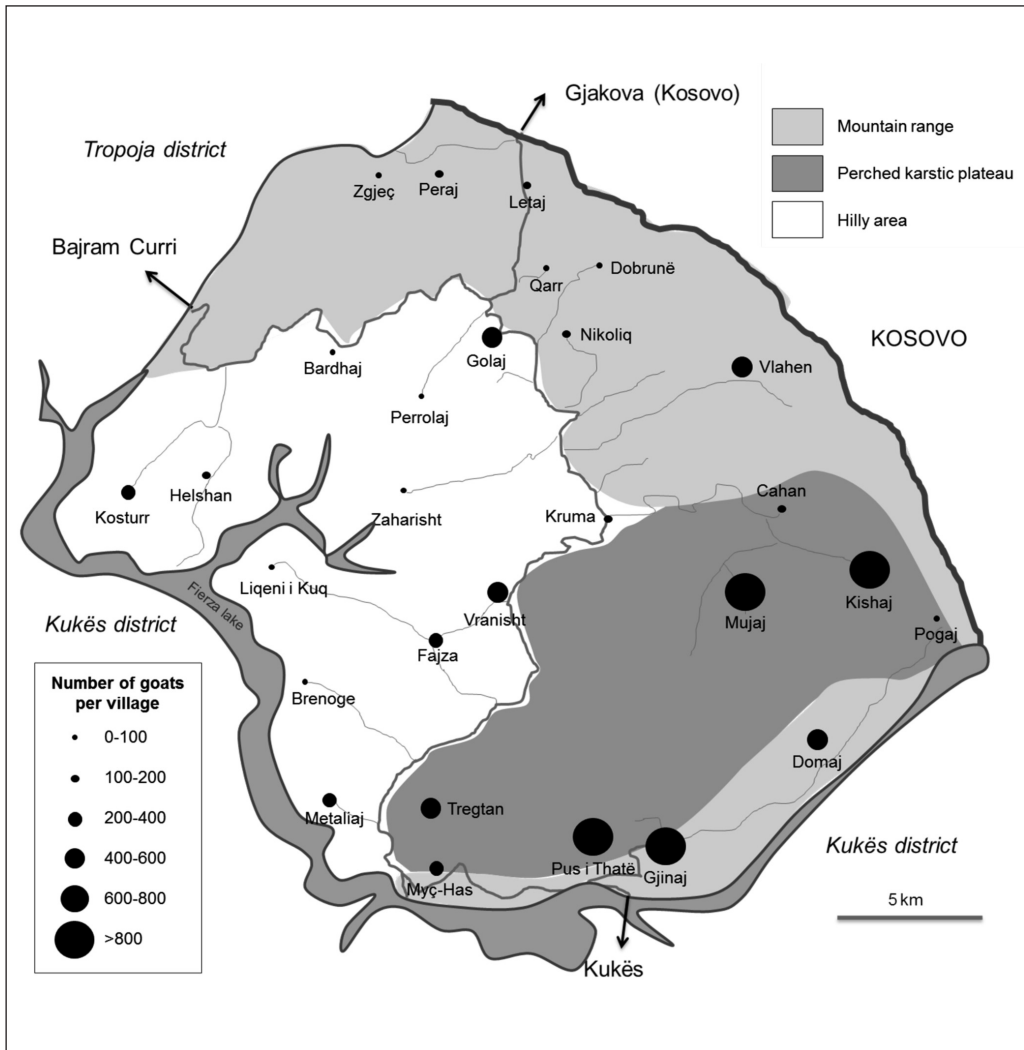 Gjakova (Kosovo)
Tropoja district
Mountain range
Perched karstic plateau
Hilly area
Zgjeç
Peraj
Letaj
Bajram Curri
Qarr
Dobrunë
Nikoliq
KOSOVO
Bardhaj
Golaj
Vlahen
Perrolaj
Helshan
Kosturr
Zaharisht
Kruma
Cahan
Liqeni i Kuq
Fierza lake
Vranisht
Mujaj
Kishaj
Kukës district
Fajza
Pogaj
Brenoge
Domaj
Metaliaj
Tregtan
Pus i Thatë
Gjinaj
Kukës district
Myç-Has
Kukës
5 km
Number of goats
per village
0-100
100-200
200-400
400-600
600-800
>800